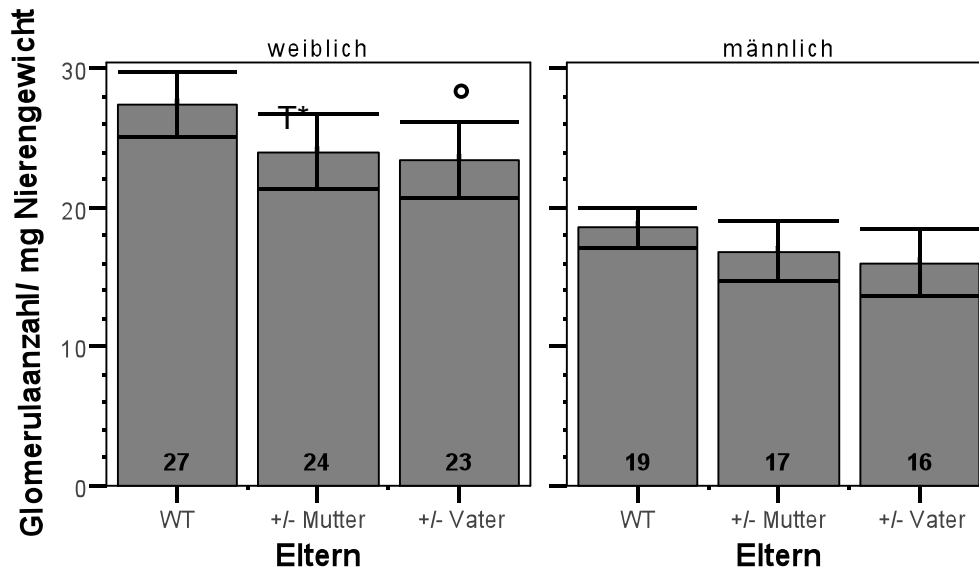 Glomerulaanzahl/ mg Nierengewicht
weiblich
männlich
30
20
10
0
T*
27
24
23
19
17
16
WT
+/- Mutter
+/- Vater
WT
+/- Mutter
+/- Vater
Eltern
Eltern